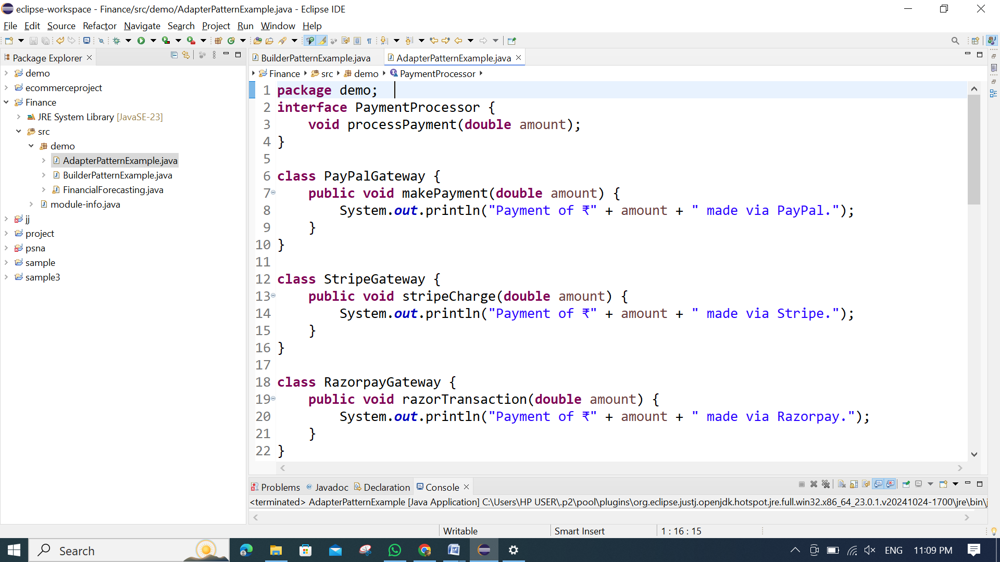 eclipse-workspace - Finance/src/demo/AdapterPatternExample.java - Eclipse IDE
File Edit Source Refactor Navigate Search Project Run Window Help
Package Explorer
demo
ecommerceproject
Finance
JRE System Library [JavaSE-23]
src
demo
AdapterPatternExample.java
BuilderPatternExample.java
FinancialForecasting.java
module-info.java
jj
project
psna
sample
sample3
BuilderPatternExample.java AdapterPatternExample.java
Finance src demo PaymentProcessor
1 package demo;
2 interface PaymentProcessor {
3 void processPayment(double amount);
4 }
5
6 class PayPalGateway {
7 public void makePayment(double amount) {
8 System.out.println("Payment of ₹" + amount + " made via PayPal.");
9 }
10 }
11
12 class StripeGateway {
13 public void stripeCharge(double amount) {
14 System.out.println("Payment of ₹" + amount + " made via Stripe.");
15 }
16 }
17
18 class RazorpayGateway {
19 public void razorTransaction(double amount) {
20 System.out.println("Payment of ₹" + amount + " made via Razorpay.");
21 }
22 }
Problems Javadoc Declaration Console
<terminated> AdapterPatternExample [Java Application] C:\Users\HP USER\.p2\pool\plugins\org.eclipse.justj.openjdk.hotspot.jre.full.win32.x86_64_23.0.1.v20241024-1700\jre\bin\j
Writable Smart Insert 1 : 16 : 15
Search ENG 11:09 PM